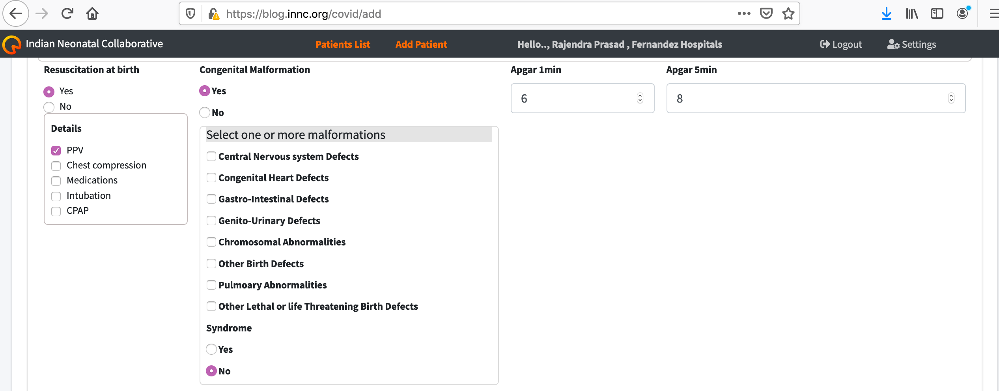 https://blog.innc.org/covid/add
Indian Neonatal Collaborative
Patients List
Add Patient
Hello.., Rajendra Prasad , Fernandez Hospitals
Logout
Settings
Resuscitation at birth
Yes
No
Details
PPV
Chest compression
Medications
Intubation
CPAP
Congenital Malformation
Yes
No
Select one or more malformations
Central Nervous system Defects
Congenital Heart Defects
Gastro-Intestinal Defects
Genito-Urinary Defects
Chromosomal Abnormalities
Other Birth Defects
Pulmoary Abnormalities
Other Lethal or life Threatening Birth Defects
Syndrome
Yes
No
Apgar 1min
6
Apgar 5min
8